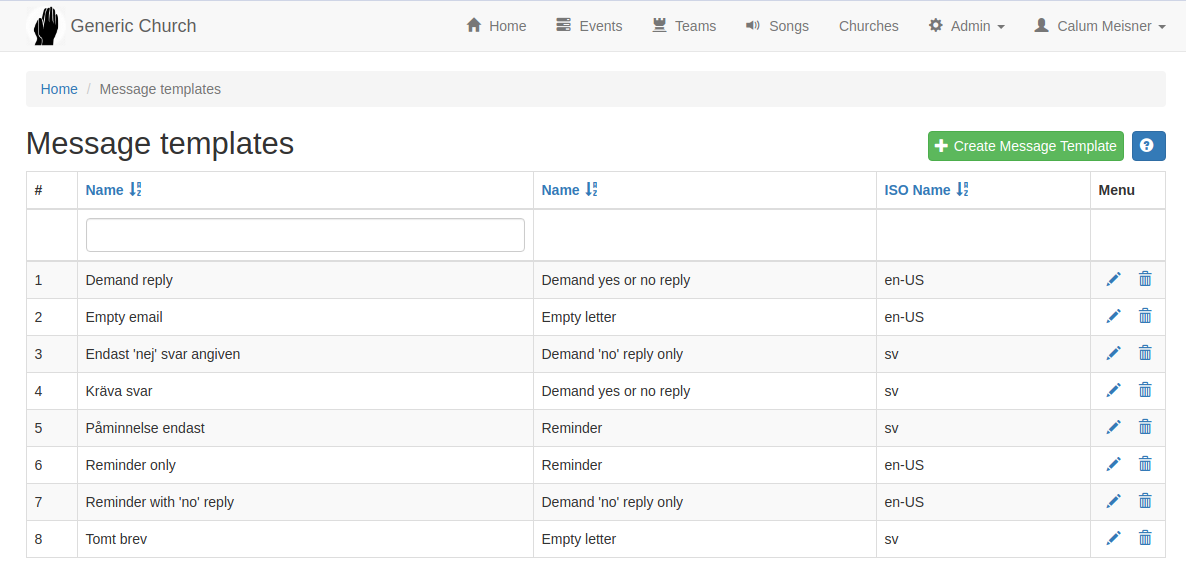 Generic Church Home Events Teams Songs Churches Admin Calum Meisner
Home / Message templates
Message templates Create Message Template
# Name Name ISO Name Menu
1 Demand reply Demand yes or no reply en-US
2 Empty email Empty letter en-US
3 Endast 'nej' svar angiven Demand 'no' reply only sv
4 Kräva svar Demand yes or no reply sv
5 Påminnelse endast Reminder sv
6 Reminder only Reminder en-US
7 Reminder with 'no' reply Demand 'no' reply only en-US
8 Tomt brev Empty letter sv